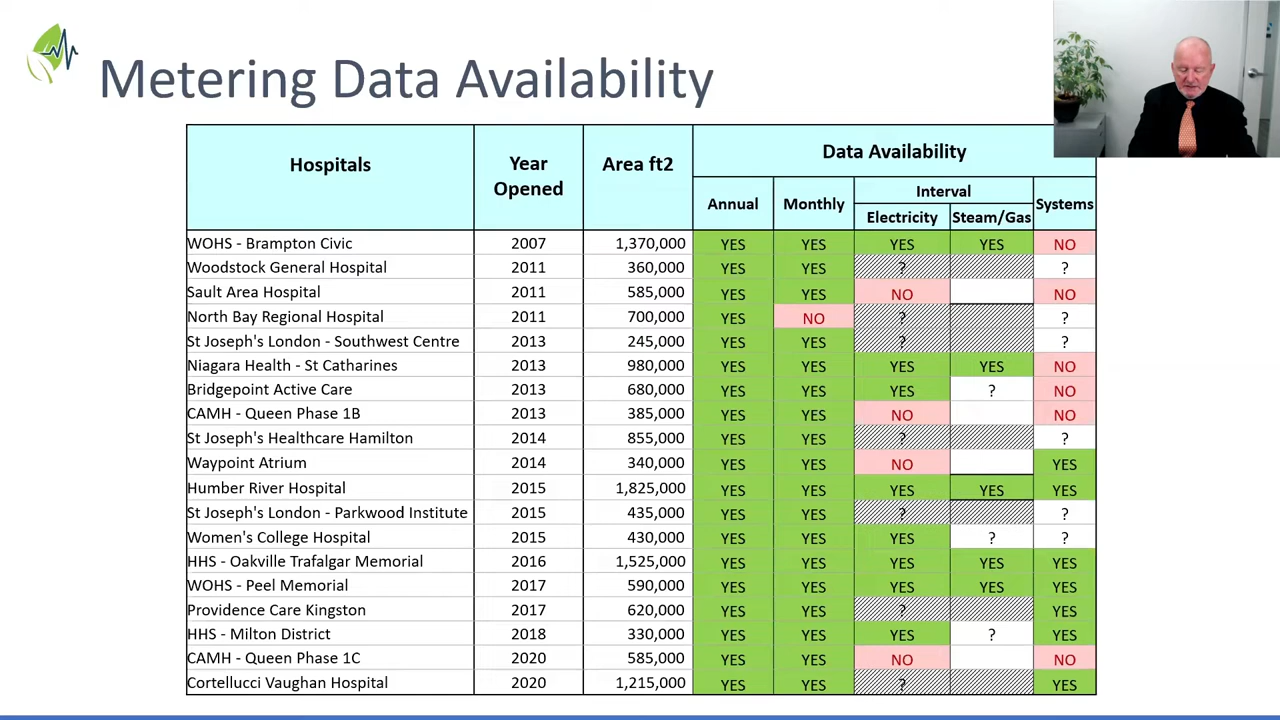 Metering Data Availability
Hospitals Year Opened Area ft2 Data Availability
Annual Monthly Interval Systems
Electricity Steam/Gas
WOHS - Brampton Civic 2007 1,370,000 YES YES YES YES NO
Woodstock General Hospital 2011 360,000 YES YES ? ?
Sault Area Hospital 2011 585,000 YES YES NO NO
North Bay Regional Hospital 2011 700,000 YES NO ? ?
St Joseph's London - Southwest Centre 2013 245,000 YES YES ? ?
Niagara Health - St Catharines 2013 980,000 YES YES YES YES NO
Bridgepoint Active Care 2013 680,000 YES YES YES ? NO
CAMH - Queen Phase 1B 2013 385,000 YES YES NO NO
St Joseph's Healthcare Hamilton 2014 855,000 YES YES ? ?
Waypoint Atrium 2014 340,000 YES YES NO YES
Humber River Hospital 2015 1,825,000 YES YES YES YES YES
St Joseph's London - Parkwood Institute 2015 435,000 YES YES ? ?
Women's College Hospital 2015 430,000 YES YES YES ? ?
HHS - Oakville Trafalgar Memorial 2016 1,525,000 YES YES YES YES YES
WOHS - Peel Memorial 2017 590,000 YES YES YES YES YES
Providence Care Kingston 2017 620,000 YES YES ? YES
HHS - Milton District 2018 330,000 YES YES YES ? YES
CAMH - Queen Phase 1C 2020 585,000 YES YES NO NO
Cortellucci Vaughan Hospital 2020 1,215,000 YES YES ? YES